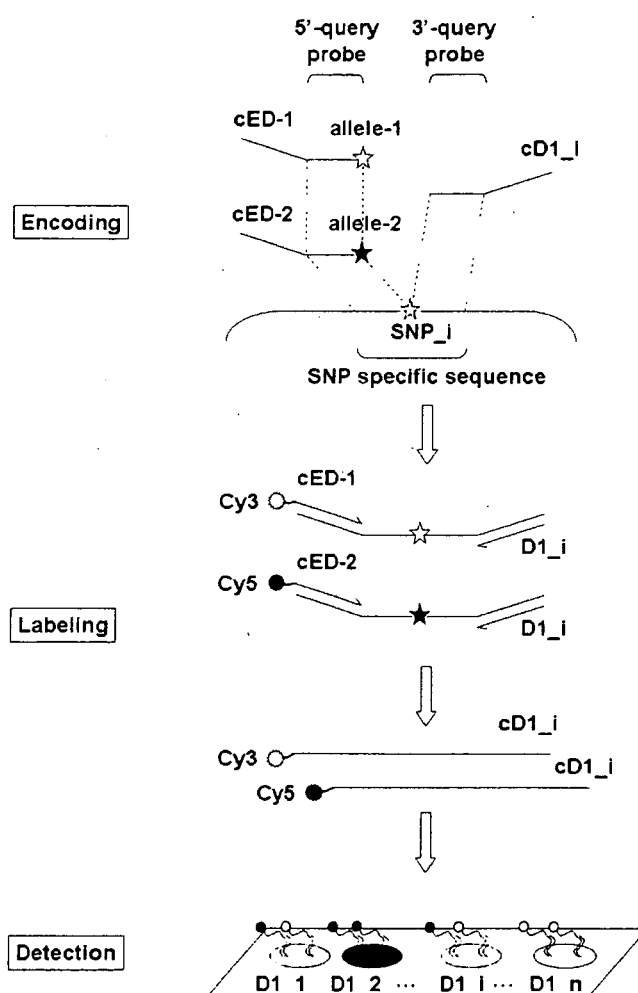 5'-query probe
3'-query probe
cED-1
allele-1
cD1_i
Encoding
cED-2
allele-2
SNP_i
SNP specific sequence
cED-1
Cy3
D1_i
cED-2
Cy5
D1_i
Labeling
cD1_i
Cy3
cD1_i
Cy5
Detection
D1 1 D1 2 ... D1 i ... D1 n